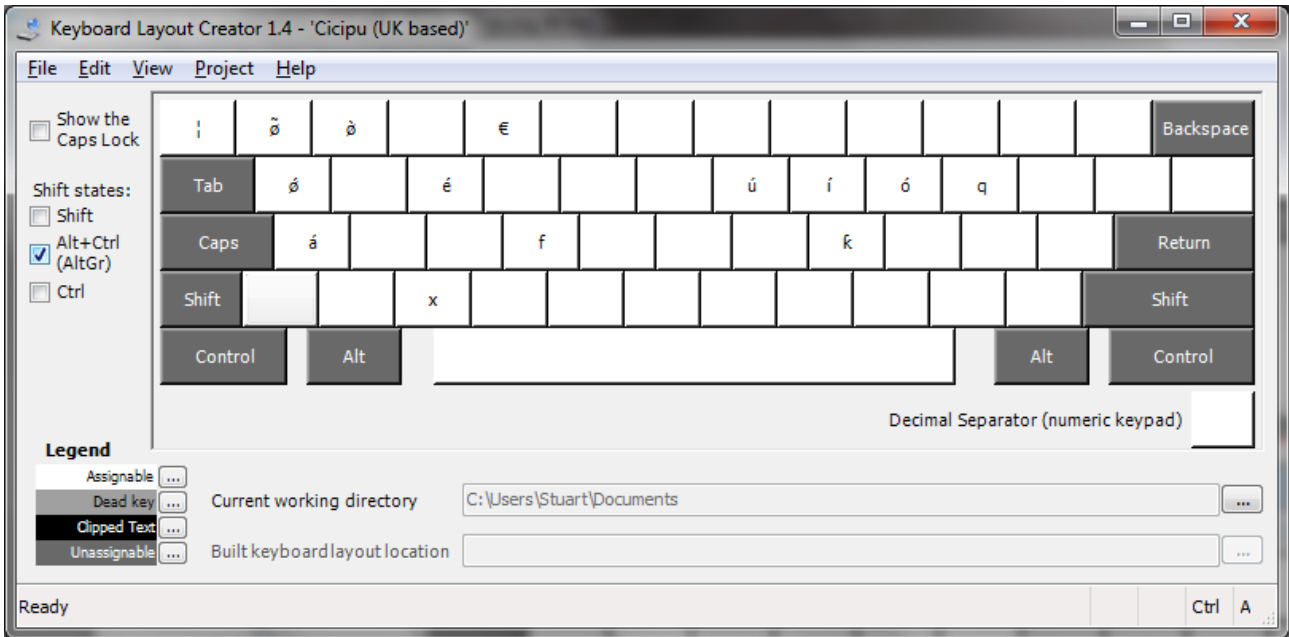 Keyboard Layout Creator 1.4 - 'Cicipu (UK based)'
File Edit View Project Help
Show the
Caps Lock
Shift states:
Shift
Alt+Ctrl
(AltGr)
Ctrl
¦ ø̃ ø̀ € Backspace
Tab ǿ é ú í ó q
Caps á f ƙ Return
Shift x Shift
Control Alt Alt Control
Decimal Separator (numeric keypad)
Legend
Assignable ...
Dead key ...
Clipped Text ...
Unassignable ...
Current working directory C:\Users\Stuart\Documents ...
Built keyboard layout location ...
Ready Ctrl A